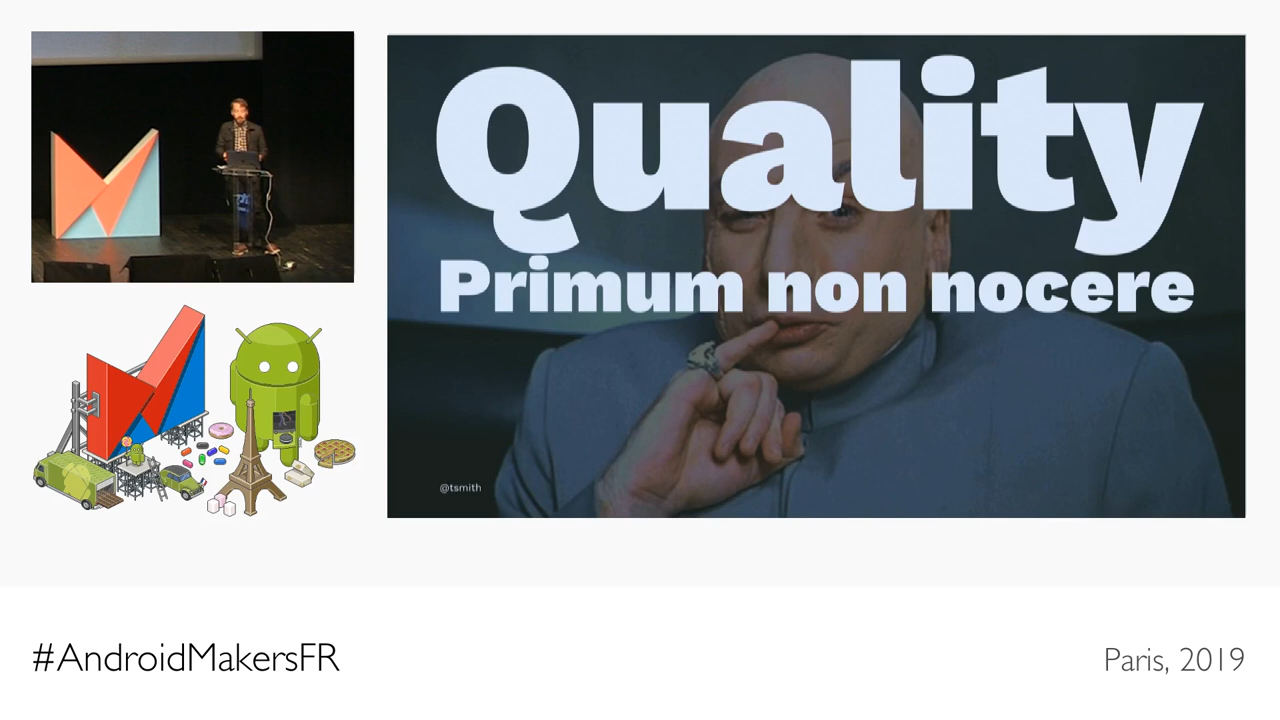 Quality
Primum non nocere
@tsmith
#AndroidMakersFR
Paris, 2019